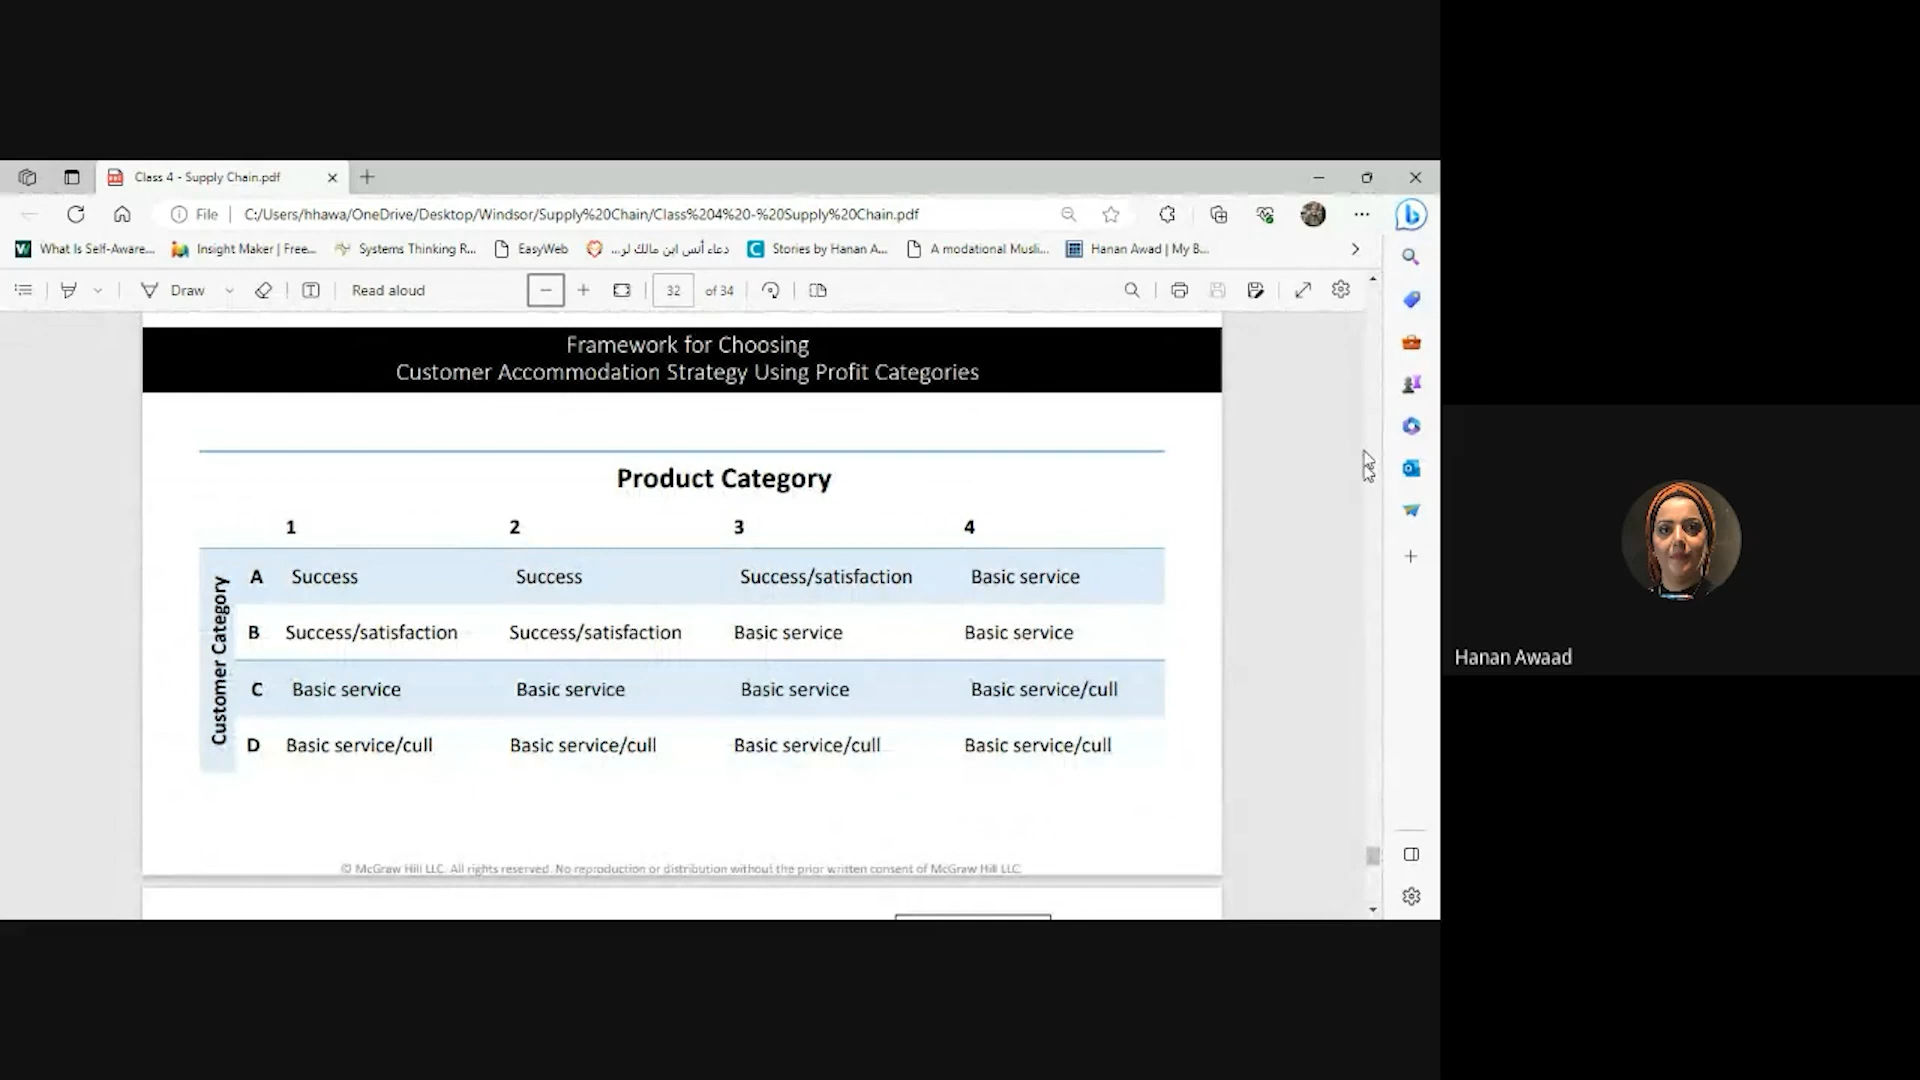 Class 4 - Supply Chain.pdf
File
C:/Users/hhawa/OneDrive/Desktop/Windsor/Supply%20Chain/Class%204%20-%20Supply%20Chain.pdf
What Is Self-Aware... Insight Maker | Free... Systems Thinking R... EasyWeb دعاء أنس ابن مالك لر... Stories by Hanan A... A modational Musli... Hanan Awad | My B...
Draw Read aloud 32 of 34
Framework for Choosing
Customer Accommodation Strategy Using Profit Categories
Product Category
1 2 3 4
Customer Category
A Success Success Success/satisfaction Basic service
B Success/satisfaction Success/satisfaction Basic service Basic service
C Basic service Basic service Basic service Basic service/cull
D Basic service/cull Basic service/cull Basic service/cull Basic service/cull
© McGraw Hill LLC. All rights reserved. No reproduction or distribution without the prior written consent of McGraw Hill LLC.
Hanan Awaad